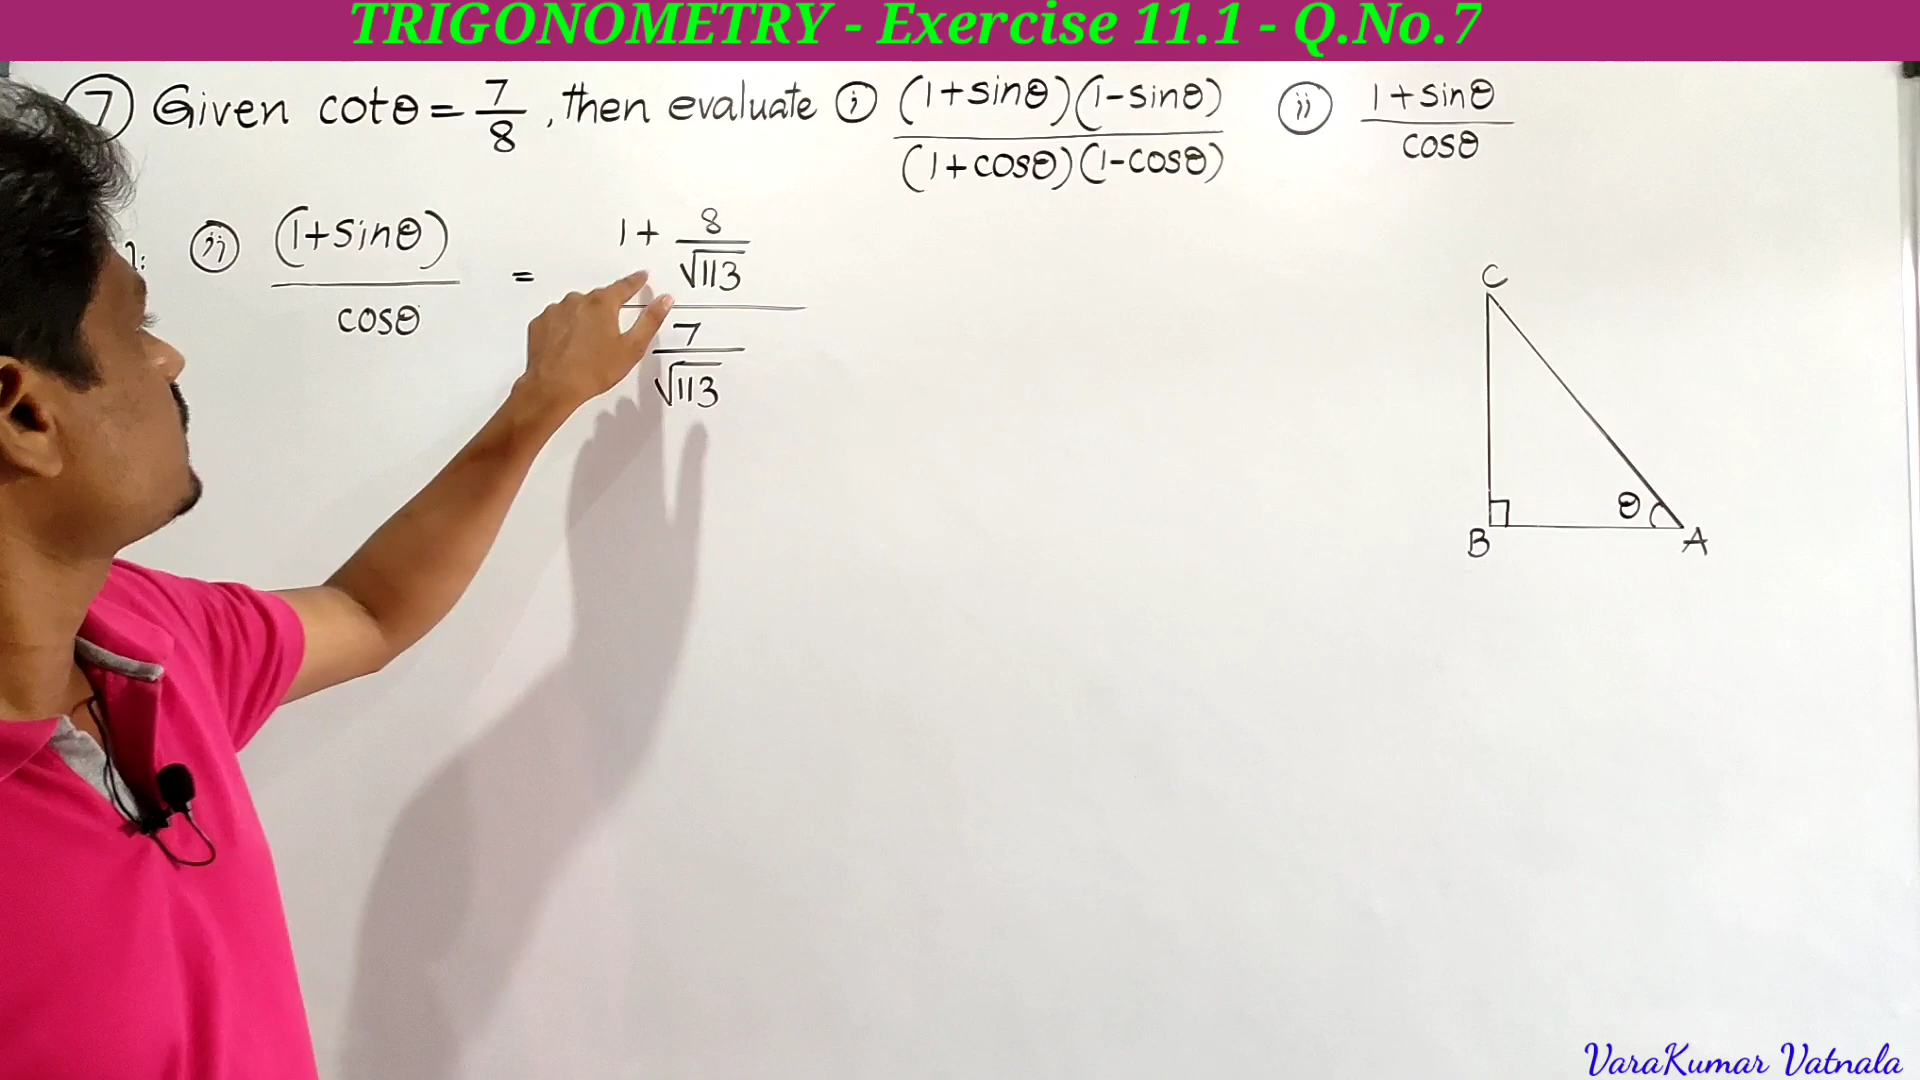 TRIGONOMETRY - Exercise 11.1 - Q.No.7
7 Given cotθ = 7/8, then evaluate (i) (1+sinθ)(1-sinθ)/(1+cosθ)(1-cosθ) (ii) 1+sinθ/cosθ
(ii) (1+sinθ)/cosθ = 1+ 8/√113 / 7/√113
C
θ
B A
VaraKumar Vatnala